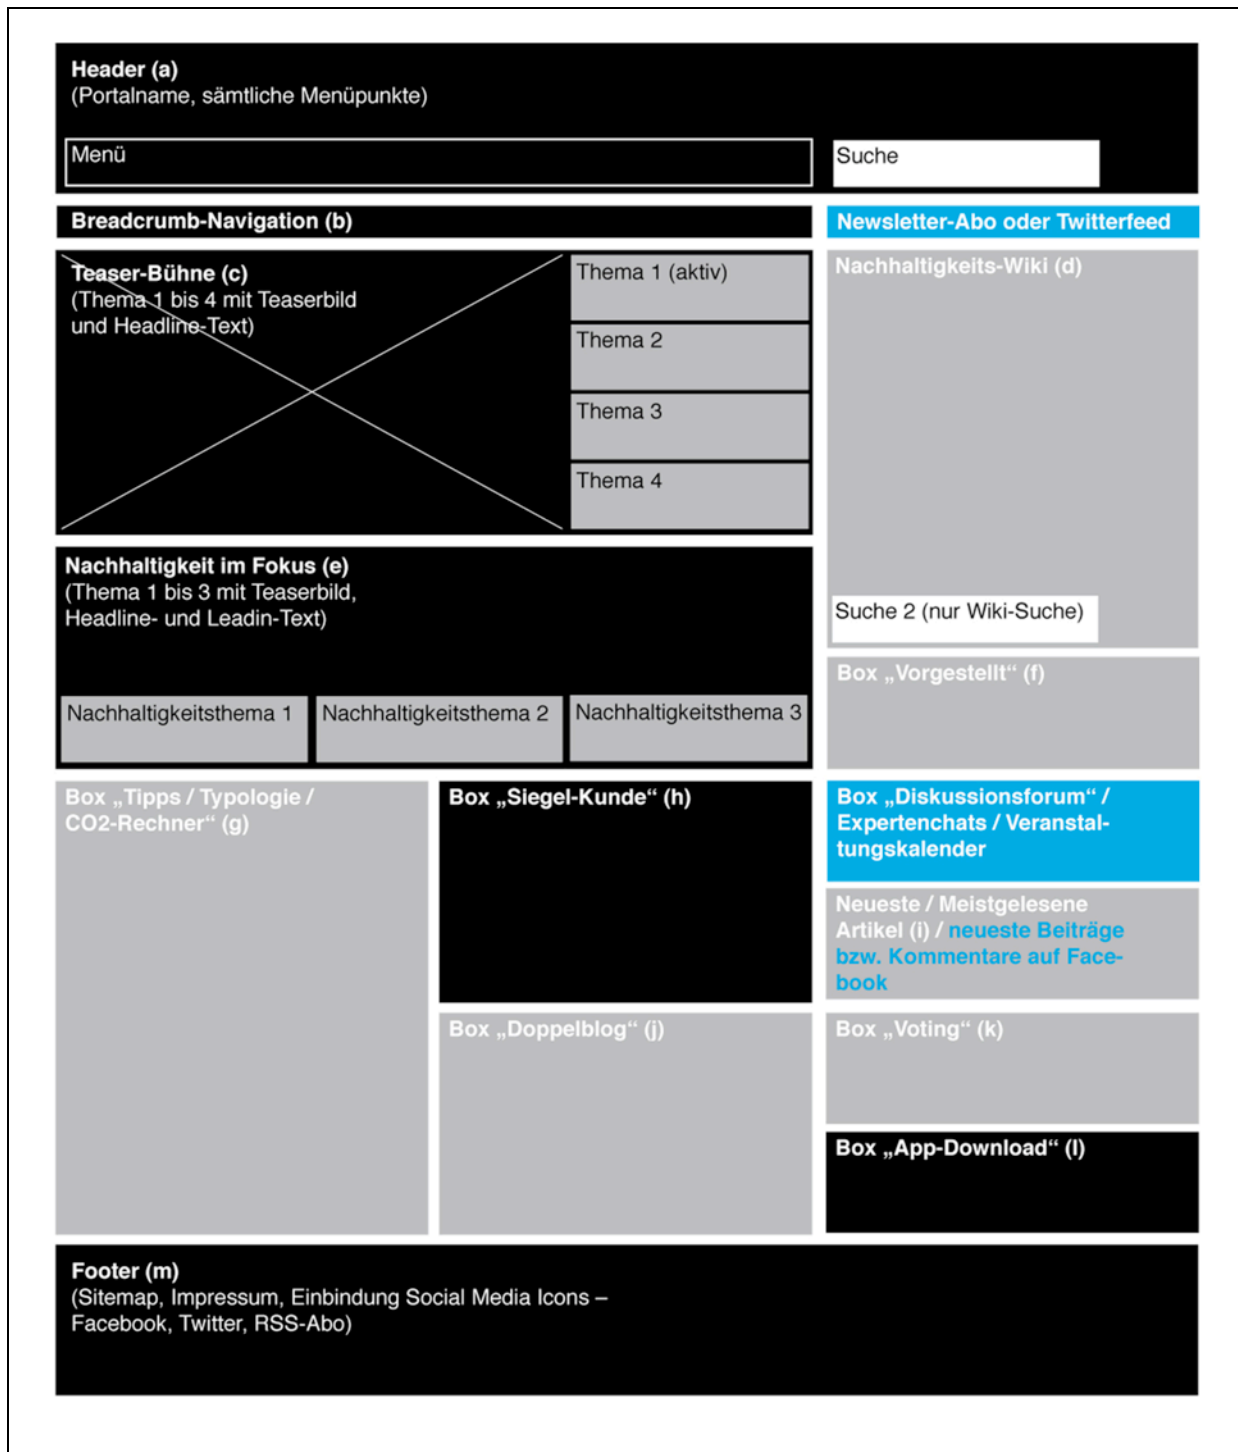 Header (a)
(Portalname, sämtliche Menüpunkte)
Menü
Suche
Breadcrumb-Navigation (b)
Newsletter-Abo oder Twitterfeed
Teaser-Bühne (c)
(Thema 1 bis 4 mit Teaserbild
und Headline-Text)
Thema 1 (aktiv)
Thema 2
Thema 3
Thema 4
Nachhaltigkeits-Wiki (d)
Suche 2 (nur Wiki-Suche)
Nachhaltigkeit im Fokus (e)
(Thema 1 bis 3 mit Teaserbild,
Headline- und Leadin-Text)
Nachhaltigkeitsthema 1
Nachhaltigkeitsthema 2
Nachhaltigkeitsthema 3
Box „Vorgestellt“ (f)
Box „Tipps / Typologie /
CO2-Rechner“ (g)
Box „Siegel-Kunde“ (h)
Box „Diskussionsforum“ /
Expertenchats / Veranstal-
tungskalender
Neueste / Meistgelesene
Artikel (i) / neueste Beiträge
bzw. Kommentare auf Face-
book
Box „Doppelblog“ (j)
Box „Voting“ (k)
Box „App-Download“ (l)
Footer (m)
(Sitemap, Impressum, Einbindung Social Media Icons –
Facebook, Twitter, RSS-Abo)